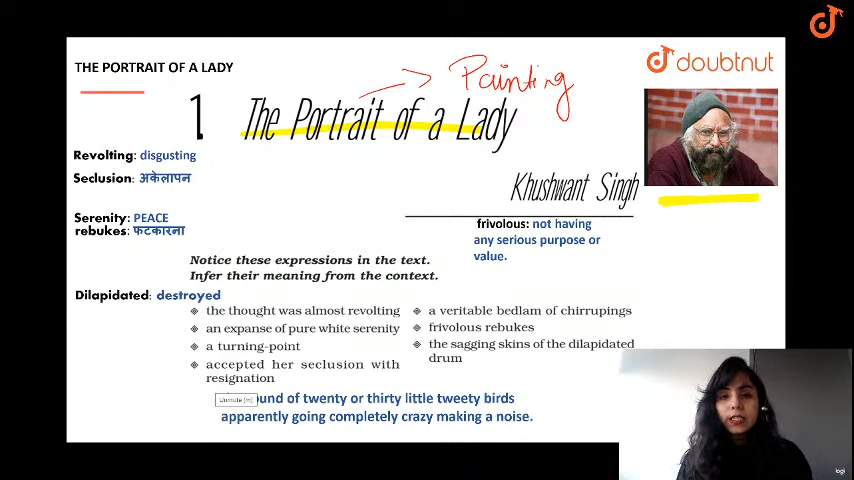 THE PORTRAIT OF A LADY
doubtnut
Painting
1. The Portrait of a Lady
Revolting: disgusting
Seclusion: अकेलापन
Khushwant Singh
Serenity: PEACE
rebukes: फटकारना
frivolous: not having
any serious purpose or
value.
Notice these expressions in the text.
Infer their meaning from the context.
Dilapidated: destroyed
the thought was almost revolting
an expanse of pure white serenity
a turning-point
accepted her seclusion with
resignation
a veritable bedlam of chirrupings
frivolous rebukes
the sagging skins of the dilapidated
drum
Unmute (m)
ound of twenty or thirty little tweety birds
apparently going completely crazy making a noise.
logi